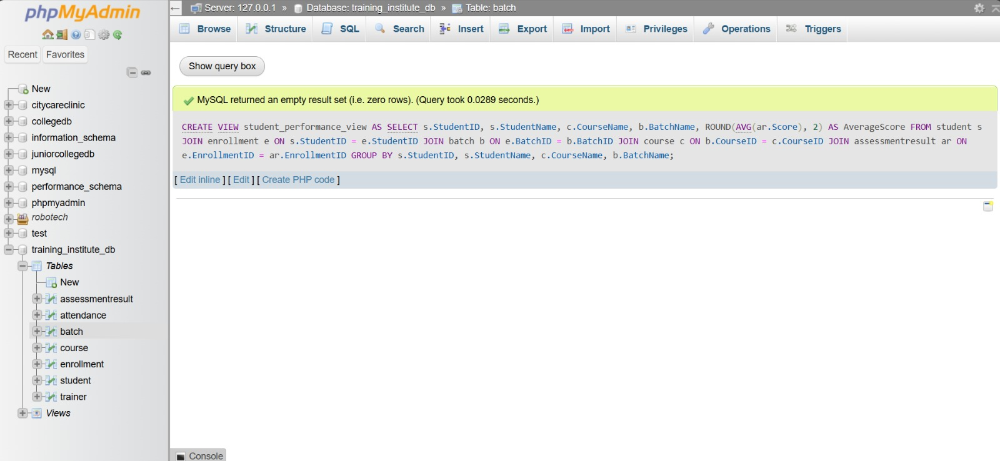 phpMyAdmin
Recent
Favorites
New
citycareclinic
collegedb
information_schema
juniorcollegedb
mysql
performance_schema
phpmyadmin
robotech
test
training_institute_db
Tables
New
assessmentresult
attendance
batch
course
enrollment
student
trainer
Views
Server: 127.0.0.1 » Database: training_institute_db » Table: batch
Browse Structure SQL Search Insert Export Import Privileges Operations Triggers
Show query box
MySQL returned an empty result set (i.e. zero rows). (Query took 0.0289 seconds.)
CREATE VIEW student_performance_view AS SELECT s.StudentID, s.StudentName, c.CourseName, b.BatchName, ROUND(AVG(ar.Score), 2) AS AverageScore FROM student s
JOIN enrollment e ON s.StudentID = e.StudentID JOIN batch b ON e.BatchID = b.BatchID JOIN course c ON b.CourseID = c.CourseID JOIN assessmentresult ar ON
e.EnrollmentID = ar.EnrollmentID GROUP BY s.StudentID, s.StudentName, c.CourseName, b.BatchName;
[ Edit inline ] [ Edit ] [ Create PHP code ]
Console